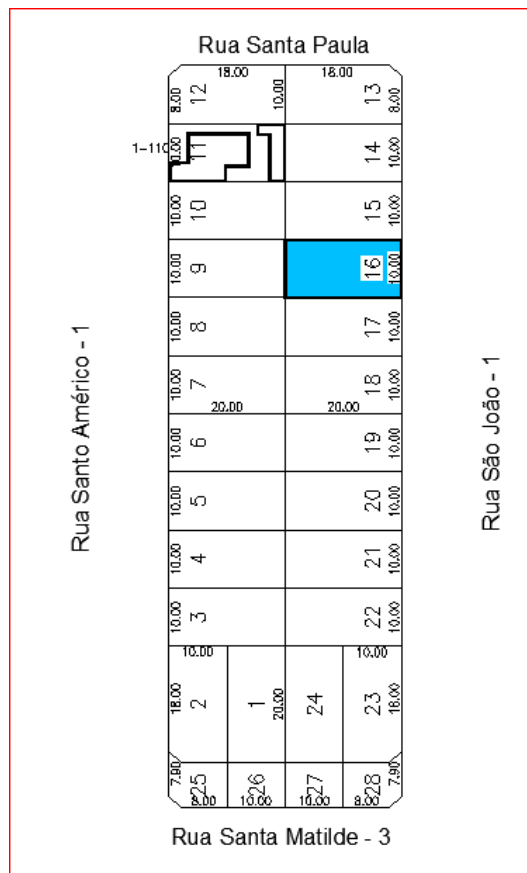 Rua Santa Paula
18.00 18.00
8.00 12 10.00 13 8.00
1-110 10.00 11 14 10.00
10.00 10 15 10.00
10.00 9 16 10.00
10.00 8 17 10.00
10.00 7 18 10.00
20.00 20.00
10.00 6 19 10.00
10.00 5 20 10.00
10.00 4 21 10.00
10.00 3 22 10.00
10.00 10.00
18.00 2 1 20.00 24 23 18.00
7.90 25 26 27 28 7.90
8.00 10.00 10.00 8.00
Rua Santo Américo - 1
Rua São João - 1
Rua Santa Matilde - 3